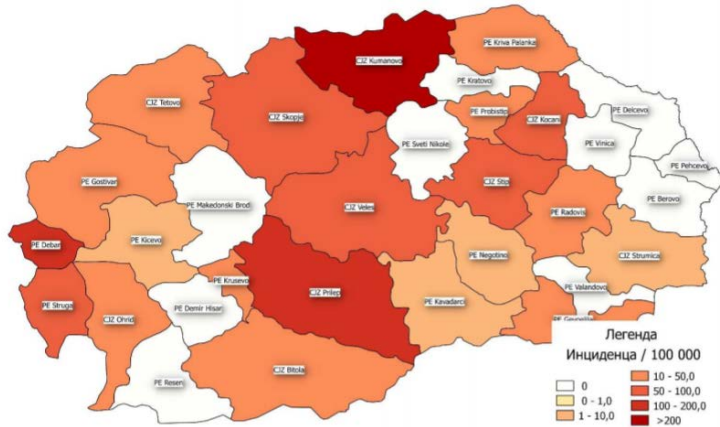 CJZ Kumanovo
PE Kriva Palanka
PE Kratovo
CJZ Tetovo
PE Probistip
PE Delcevo
CJZ Skopje
CJZ Kocani
PE Sveti Nikole
PE Vinica
PE Pehcevo
PE Gostivar
CJZ Stip
PE Berovo
PE Makedonski Brod
CJZ Veles
PE Radovis
PE Debar
PE Kicevo
PE Negotino
CJZ Strumica
PE Krusevo
PE Valandovo
CJZ Prilep
PE Struga
PE Demir Hisar
PE Kavadarci
CJZ Ohrid
CJZ Bitola
PE Resen
Легенда
Инциденца / 100 000
0
0 - 1,0
1 - 10,0
10 - 50,0
50 - 100,0
100 - 200,0
>200